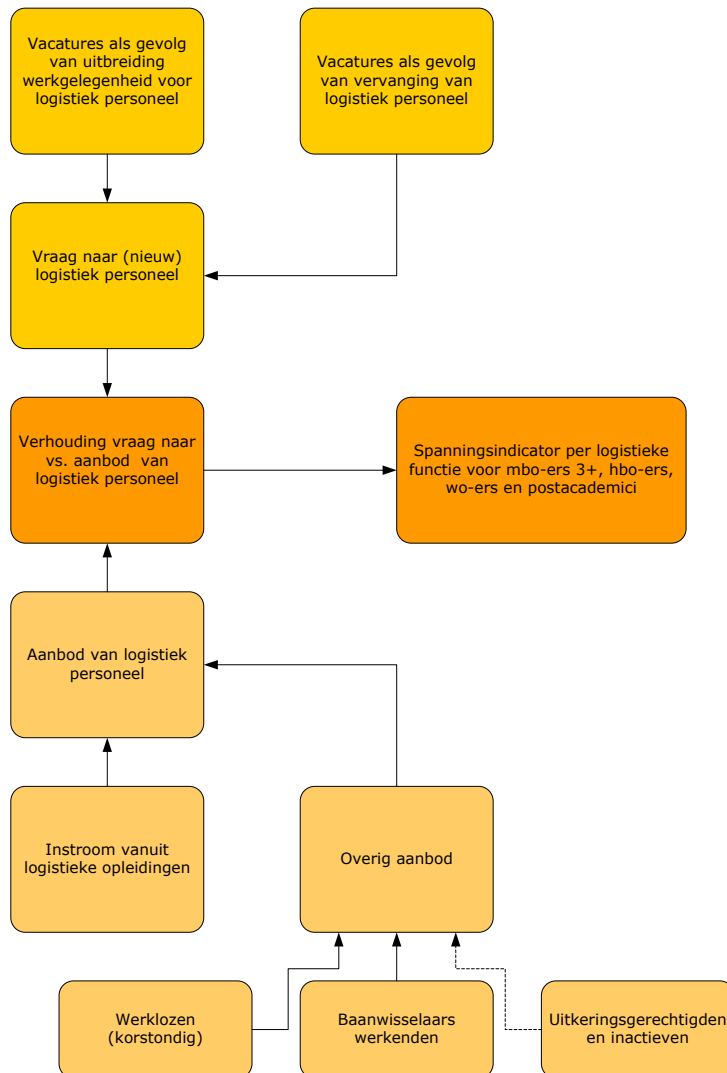 Vacatures als gevolg
van uitbreiding
werkgelegenheid voor
logistiek personeel
Vacatures als gevolg
van vervanging van
logistiek personeel
Vraag naar (nieuw)
logistiek personeel
Verhouding vraag naar
vs. aanbod van
logistiek personeel
Spanningsindicator per logistieke
functie voor mbo-ers 3+, hbo-ers,
wo-ers en postacademici
Aanbod van logistiek
personeel
Instroom vanuit
logistieke opleidingen
Overig aanbod
Werklozen
(korstondig)
Baanwisselaars
werkenden
Uitkeringsgerechtigden
en inactieven